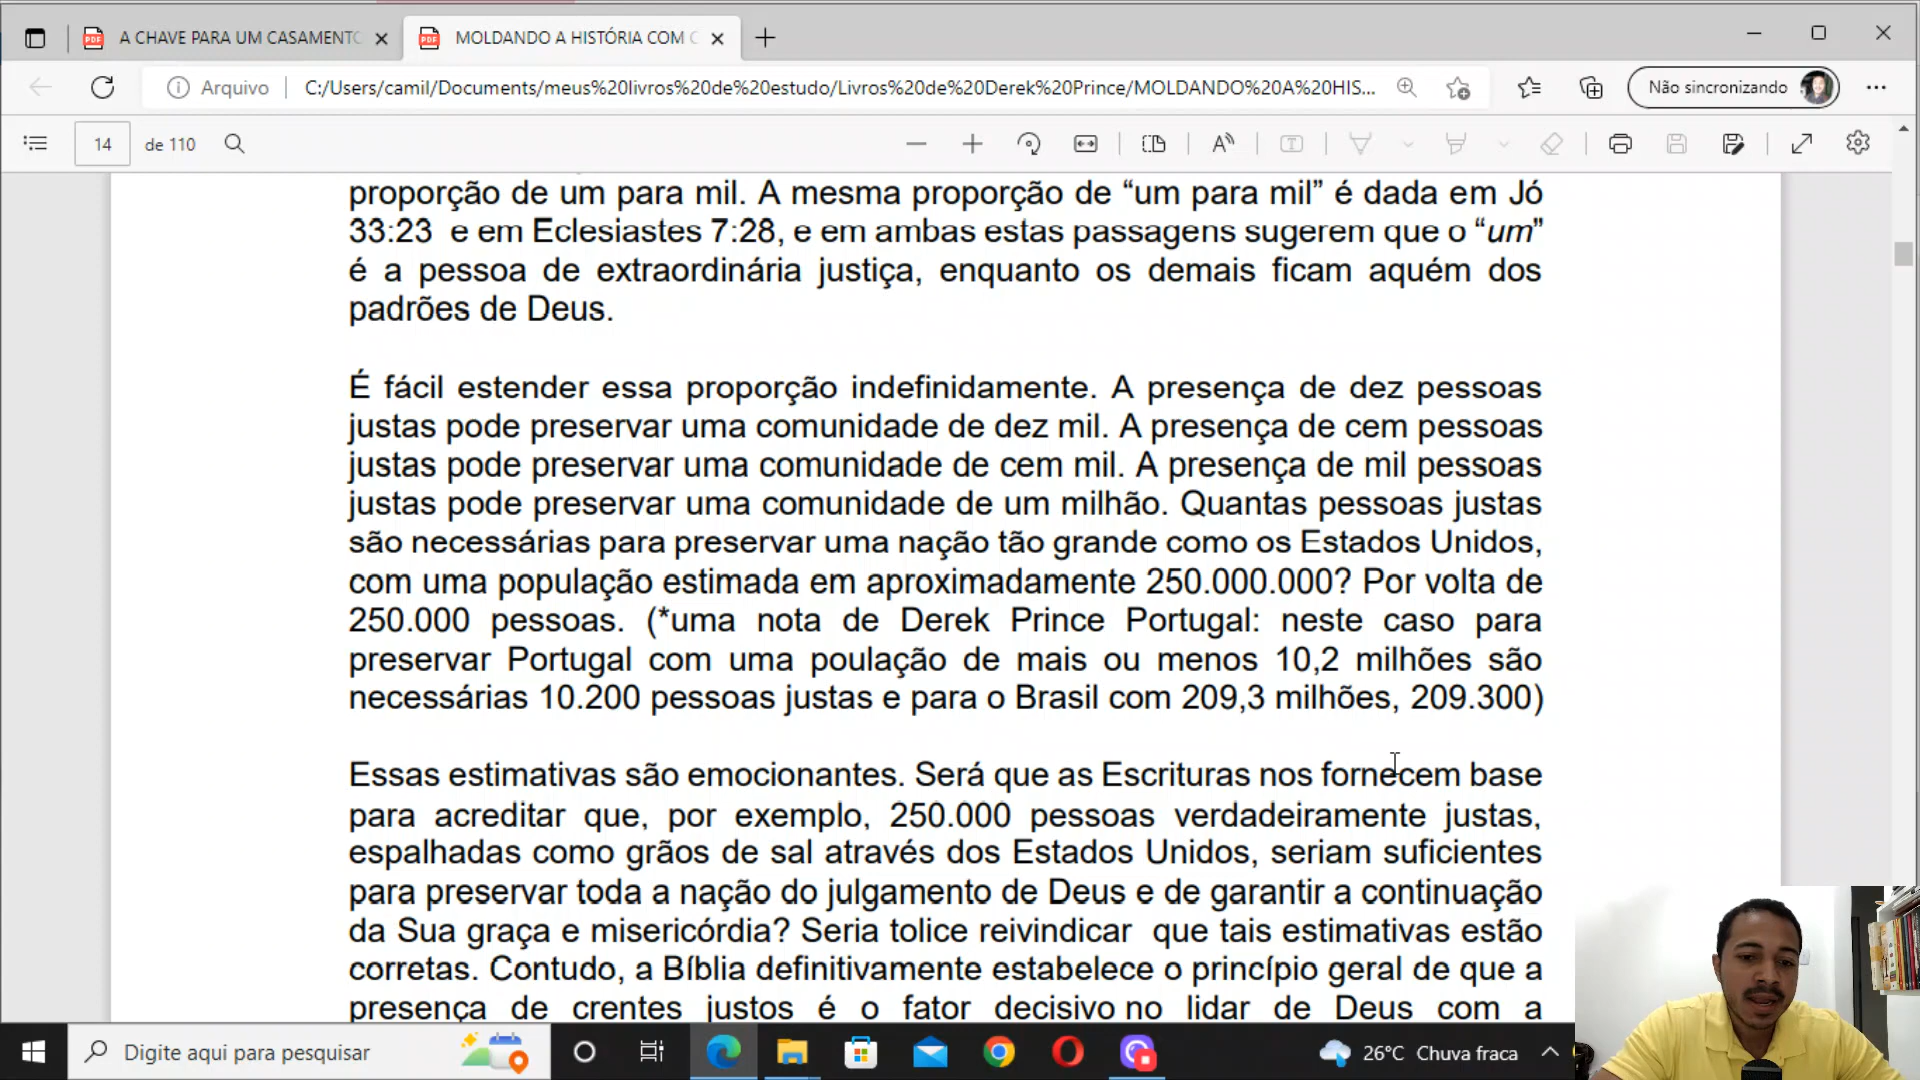 A CHAVE PARA UM CASAMENTO
MOLDANDO A HISTÓRIA COM
Arquivo
C:/Users/camil/Documents/meus%20livros%20de%20estudo/Livros%20de%20Derek%20Prince/MOLDANDO%20A%20HIS...
Não sincronizando
14
de 110
proporção de um para mil. A mesma proporção de “um para mil” é dada em Jó
33:23 e em Eclesiastes 7:28, e em ambas estas passagens sugerem que o “um”
é a pessoa de extraordinária justiça, enquanto os demais ficam aquém dos
padrões de Deus.
É fácil estender essa proporção indefinidamente. A presença de dez pessoas
justas pode preservar uma comunidade de dez mil. A presença de cem pessoas
justas pode preservar uma comunidade de cem mil. A presença de mil pessoas
justas pode preservar uma comunidade de um milhão. Quantas pessoas justas
são necessárias para preservar uma nação tão grande como os Estados Unidos,
com uma população estimada em aproximadamente 250.000.000? Por volta de
250.000 pessoas. (*uma nota de Derek Prince Portugal: neste caso para
preservar Portugal com uma poulação de mais ou menos 10,2 milhões são
necessárias 10.200 pessoas justas e para o Brasil com 209,3 milhões, 209.300)
Essas estimativas são emocionantes. Será que as Escrituras nos fornecem base
para acreditar que, por exemplo, 250.000 pessoas verdadeiramente justas,
espalhadas como grãos de sal através dos Estados Unidos, seriam suficientes
para preservar toda a nação do julgamento de Deus e de garantir a continuação
da Sua graça e misericórdia? Seria tolice reivindicar que tais estimativas estão
corretas. Contudo, a Bíblia definitivamente estabelece o princípio geral de que a
presença de crentes justos é o fator decisivo no lidar de Deus com a
Digite aqui para pesquisar
26°C Chuva fraca